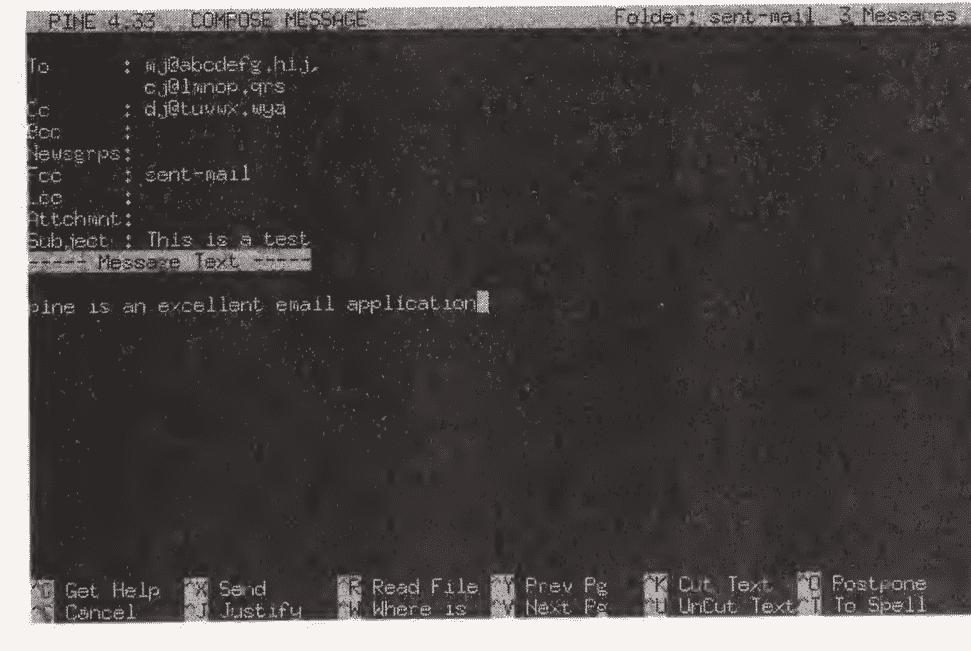 PINE 4.33 COMPOSE MESSAGE Folder: sent-mail 3 Messages
To : mj@abcdefg.hij,
cj@lmnop.qrs
Cc : dj@tuvwx.wya
Bcc :
Newsgrps:
Fcc : sent-mail
Lcc :
Attchmnt:
Subject : This is a test
----- Message Text -----
pine is an excellent email application
^G Get Help ^X Send ^R Read File ^Y Prev Pg ^K Cut Text ^O Postpone
^C Cancel ^J Justify ^W Where is ^V Next Pg ^U UnCut Text ^T To Spell